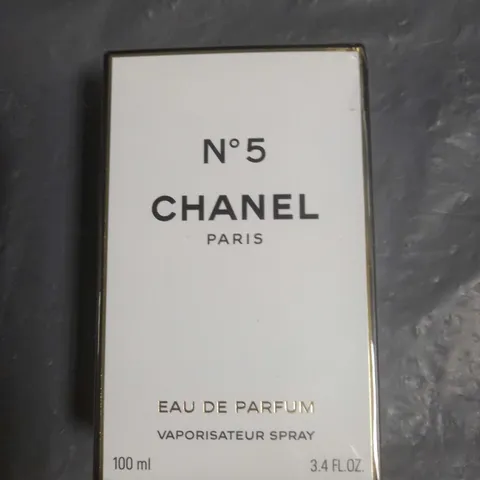 N°5
CHANEL
PARIS
EAU DE PARFUM
VAPORISATEUR SPRAY
100 ml 3.4 FL.OZ.